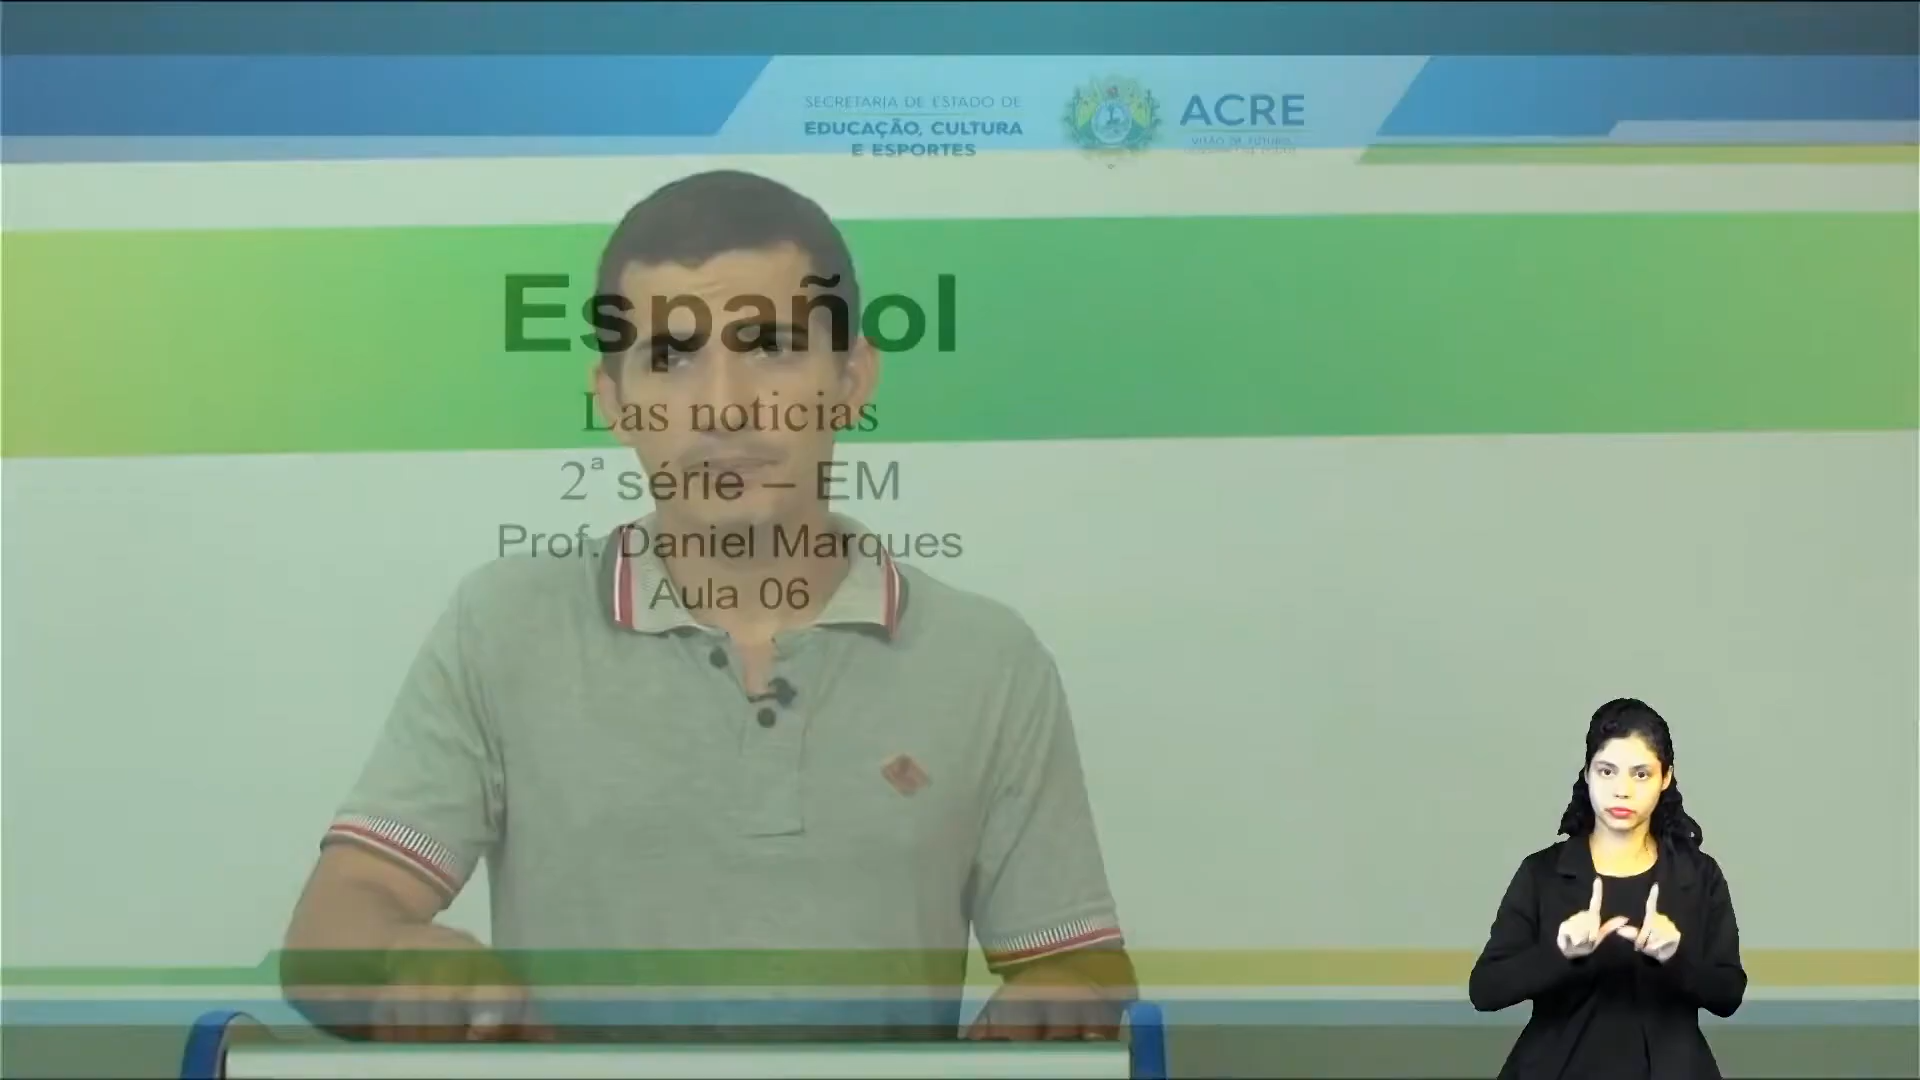 SECRETARIA DE ESTADO DE
EDUCAÇÃO, CULTURA
E ESPORTES
ACRE
Español
Las noticias
2ª série – EM
Prof. Daniel Marques
Aula 06